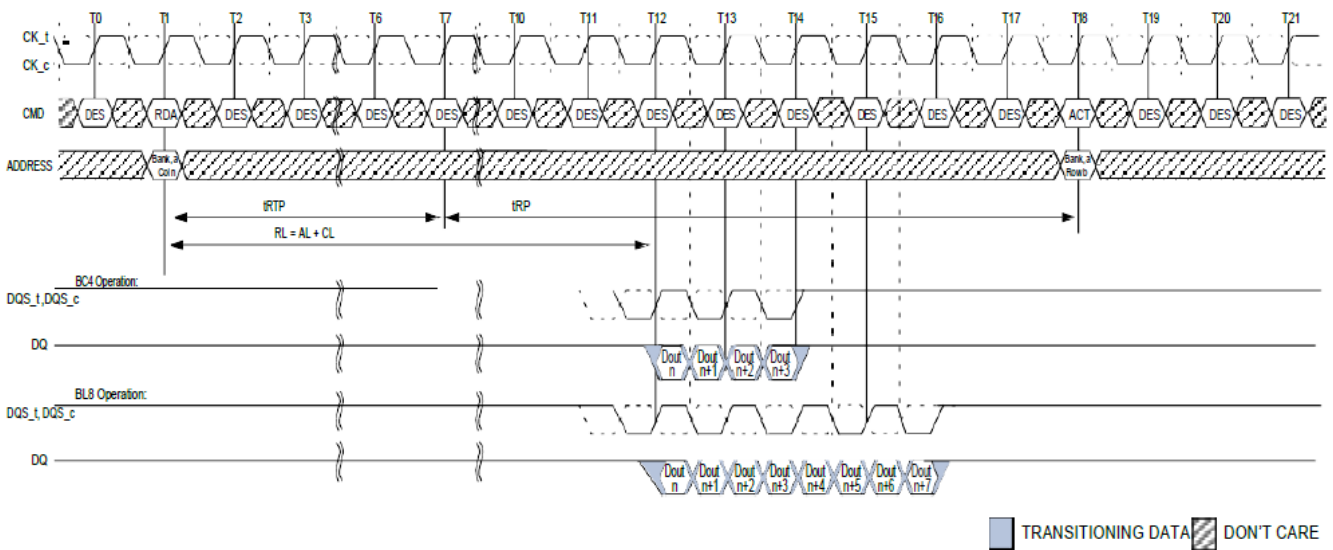 T0 T1 T2 T3 T6 T7 T10 T11 T12 T13 T14 T15 T16 T17 T18 T19 T20 T21
CK_t
CK_c
CMD DES RDA DES DES DES DES DES DES DES DES DES DES DES DES ACT DES DES DES
ADDRESS Bank, a Coln Bank, a Rowb
tRTP tRP
RL = AL + CL
BC4 Operation:
DQS_t,DQS_c
DQ Dout n Dout n+1 Dout n+2 Dout n+3
BL8 Operation:
DQS_t, DQS_c
DQ Dout n Dout n+1 Dout n+2 Dout n+3 Dout n+4 Dout n+5 Dout n+6 Dout n+7
TRANSITIONING DATA DON'T CARE